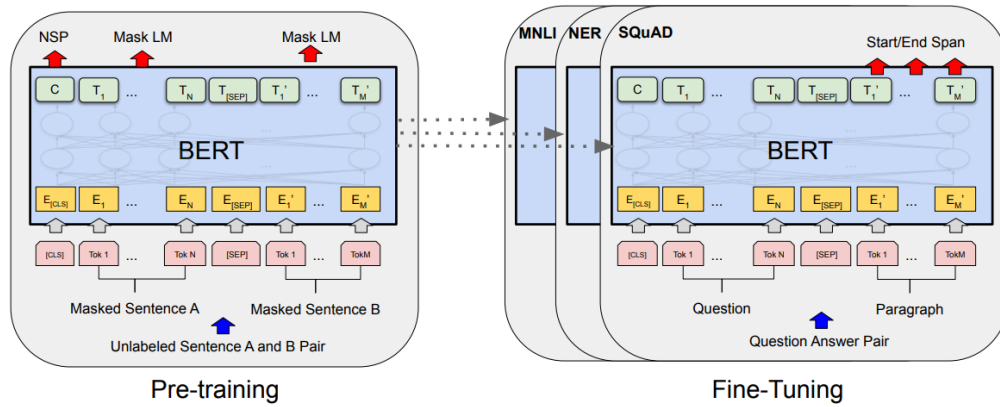 NSP Mask LM Mask LM
C T1 ... TN T[SEP] T1' ... TM'
BERT
E[CLS] E1 ... EN E[SEP] E1' ... EM'
[CLS] Tok 1 ... Tok N [SEP] Tok 1 ... TokM
Masked Sentence A Masked Sentence B
Unlabeled Sentence A and B Pair
Pre-training
MNLI NER SQuAD
Start/End Span
C T1 ... TN T[SEP] T1' ... TM'
BERT
E[CLS] E1 ... EN E[SEP] E1' ... EM'
[CLS] Tok 1 ... Tok N [SEP] Tok 1 ... TokM
Question Paragraph
Question Answer Pair
Fine-Tuning